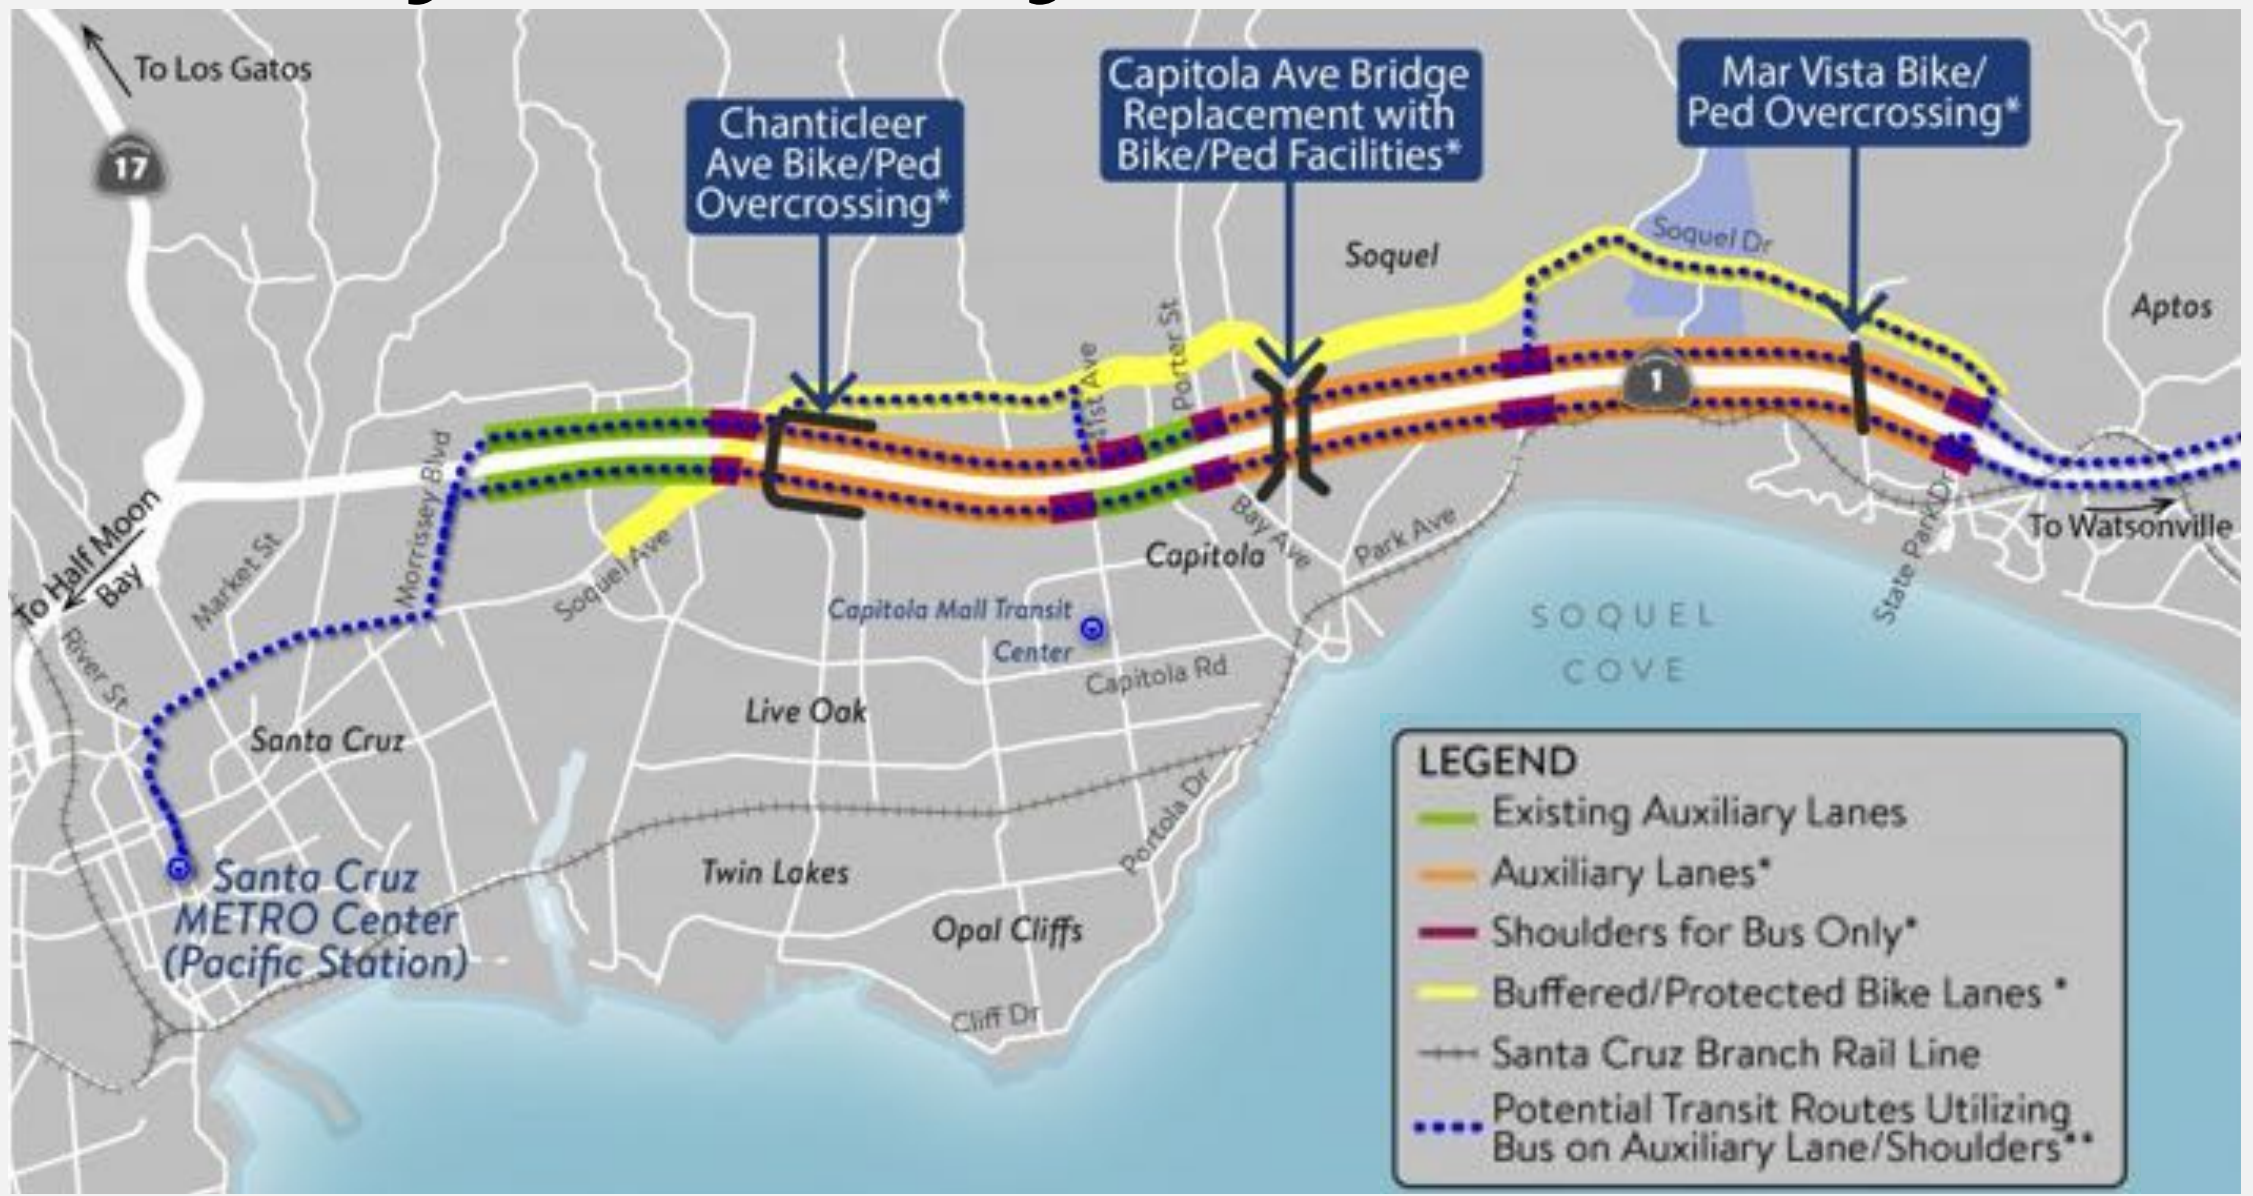 To Los Gatos
17
Chanticleer
Ave Bike/Ped
Overcrossing*
Capitola Ave Bridge
Replacement with
Bike/Ped Facilities*
Mar Vista Bike/
Ped Overcrossing*
Soquel
Soquel Dr
Aptos
1
Porter St
Morrissey Blvd
To Half Moon
Bay
Market St
Soquel Ave
Bay Ave
Park Ave
Capitola
State Park Dr
To Watsonville
Capitola Mall Transit
Center
Capitola Rd
SOQUEL
COVE
River St
Santa Cruz
Live Oak
Portola Dr
Twin Lakes
Opal Cliffs
Cliff Dr
Santa Cruz
METRO Center
(Pacific Station)
LEGEND
Existing Auxiliary Lanes
Auxiliary Lanes*
Shoulders for Bus Only*
Buffered/Protected Bike Lanes *
Santa Cruz Branch Rail Line
Potential Transit Routes Utilizing
Bus on Auxiliary Lane/Shoulders**